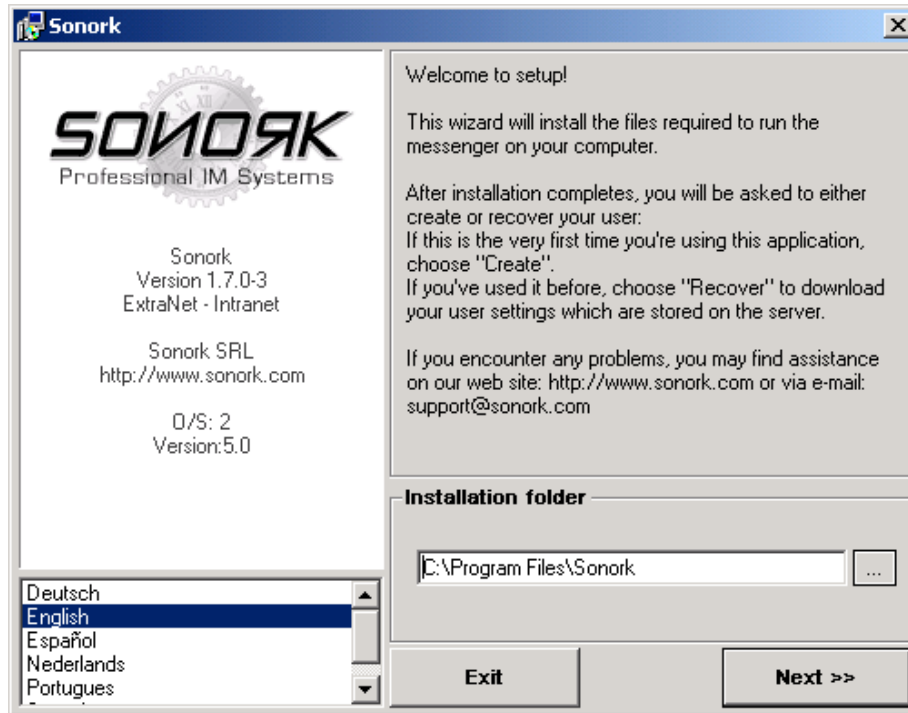 Sonork
SONORK
Professional IM Systems
Sonork
Version 1.7.0-3
ExtraNet - Intranet
Sonork SRL
http://www.sonork.com
O/S: 2
Version:5.0
Deutsch
English
Español
Nederlands
Portugues
Welcome to setup!
This wizard will install the files required to run the
messenger on your computer.
After installation completes, you will be asked to either
create or recover your user:
If this is the very first time you're using this application,
choose "Create".
If you've used it before, choose "Recover" to download
your user settings which are stored on the server.
If you encounter any problems, you may find assistance
on our web site: http://www.sonork.com or via e-mail:
support@sonork.com
Installation folder
C:\Program Files\Sonork
...
Exit
Next >>